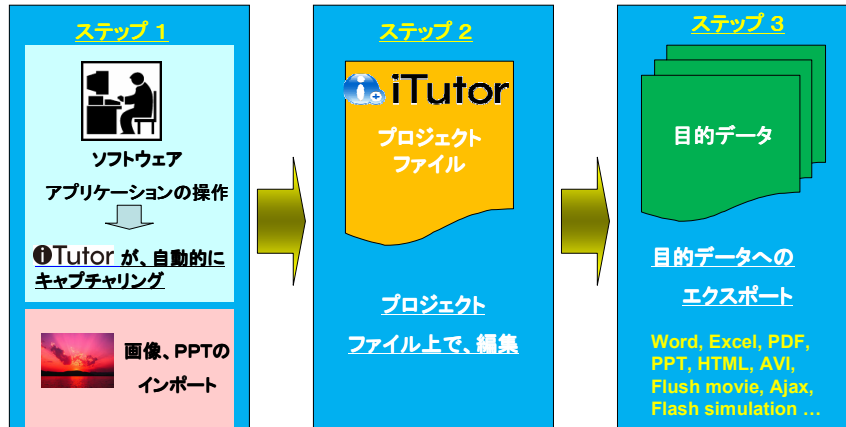 ステップ 1
ソフトウェア
アプリケーションの操作
iTutor が、自動的に
キャプチャリング
画像、PPTの
インポート
ステップ 2
iTutor
プロジェクト
ファイル
プロジェクト
ファイル上で、編集
ステップ 3
目的データ
目的データへの
エクスポート
Word, Excel, PDF,
PPT, HTML, AVI,
Flush movie, Ajax,
Flash simulation …